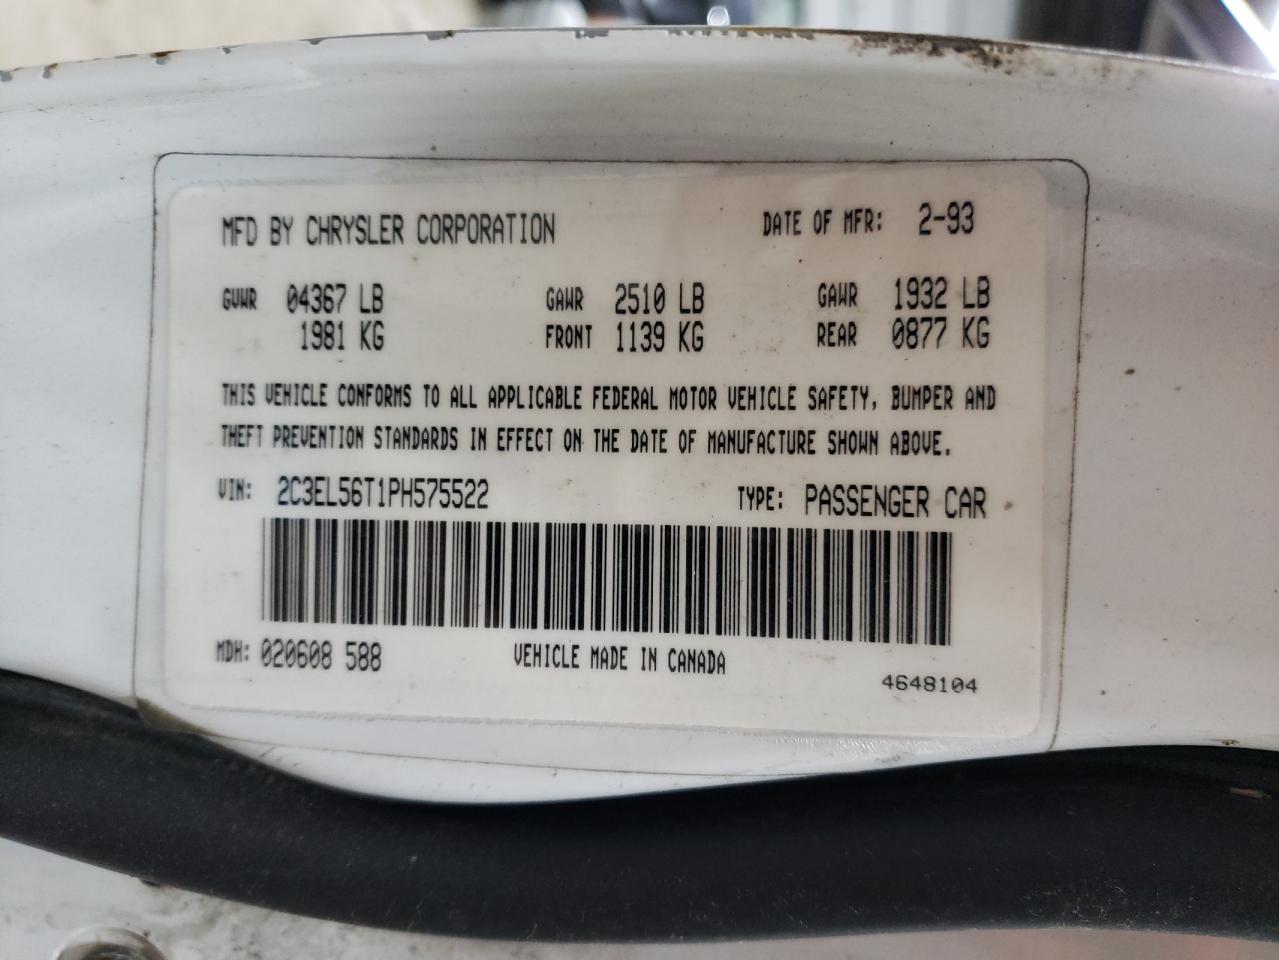 MFD BY CHRYSLER CORPORATION DATE OF MFR: 2-93
GVWR 04367 LB GAWR 2510 LB GAWR 1932 LB
1981 KG FRONT 1139 KG REAR 0877 KG
THIS VEHICLE CONFORMS TO ALL APPLICABLE FEDERAL MOTOR VEHICLE SAFETY, BUMPER AND
THEFT PREVENTION STANDARDS IN EFFECT ON THE DATE OF MANUFACTURE SHOWN ABOVE.
VIN: 2C3EL56T1PH575522 TYPE: PASSENGER CAR
MDH: 020608 588 VEHICLE MADE IN CANADA
4648104